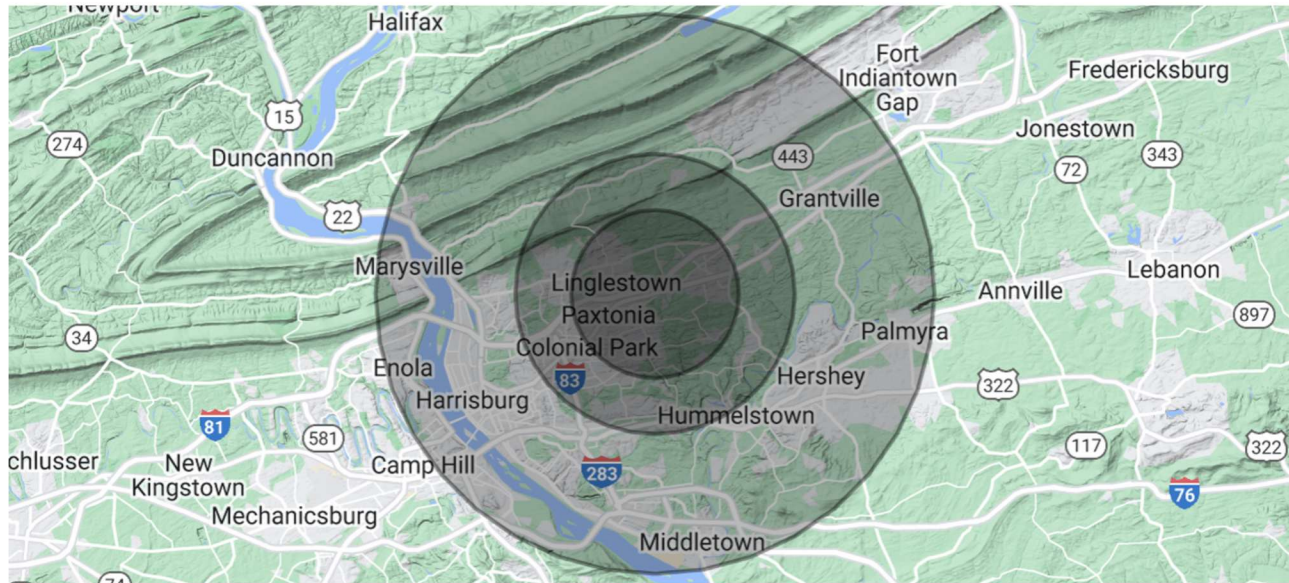 Newport
Halifax
Fort
Indiantown
Gap
Fredericksburg
15
Jonestown
274
Duncannon
443
72
343
Grantville
22
Marysville
Linglestown
Lebanon
Annville
Paxtonia
897
34
Palmyra
Colonial Park
Enola
83
Hershey
322
Harrisburg
Hummelstown
81
581
117
322
chlusser
New
Kingstown
Camp Hill
283
76
Mechanicsburg
Middletown
74